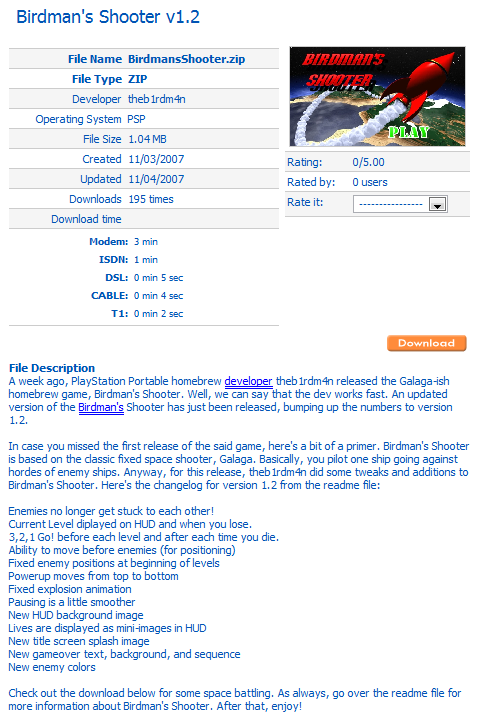 Birdman's Shooter v1.2
File Name BirdmansShooter.zip
File Type ZIP
Developer theb1rdm4n
Operating System PSP
File Size 1.04 MB
Created 11/03/2007
Updated 11/04/2007
Downloads 195 times
Download time
Modem: 3 min
ISDN: 1 min
DSL: 0 min 5 sec
CABLE: 0 min 4 sec
T1: 0 min 2 sec
BIRDMAN'S
SHOOTER
PLAY
Rating: 0/5.00
Rated by: 0 users
Rate it: ----------------
Download
File Description
A week ago, PlayStation Portable homebrew developer theb1rdm4n released the Galaga-ish
homebrew game, Birdman's Shooter. Well, we can say that the dev works fast. An updated
version of the Birdman's Shooter has just been released, bumping up the numbers to version
1.2.
In case you missed the first release of the said game, here's a bit of a primer. Birdman's Shooter
is based on the classic fixed space shooter, Galaga. Basically, you pilot one ship going against
hordes of enemy ships. Anyway, for this release, theb1rdm4n did some tweaks and additions to
Birdman's Shooter. Here's the changelog for version 1.2 from the readme file:
Enemies no longer get stuck to each other!
Current Level diplayed on HUD and when you lose.
3,2,1 Go! before each level and after each time you die.
Ability to move before enemies (for positioning)
Fixed enemy positions at beginning of levels
Powerup moves from top to bottom
Fixed explosion animation
Pausing is a little smoother
New HUD background image
Lives are displayed as mini-images in HUD
New title screen splash image
New gameover text, background, and sequence
New enemy colors
Check out the download below for some space battling. As always, go over the readme file for
more information about Birdman's Shooter. After that, enjoy!